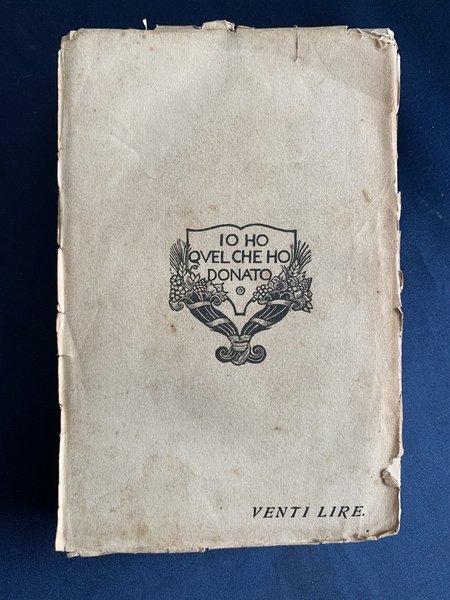 IO HO
QVEL CHE HO
DONATO
VENTI LIRE.